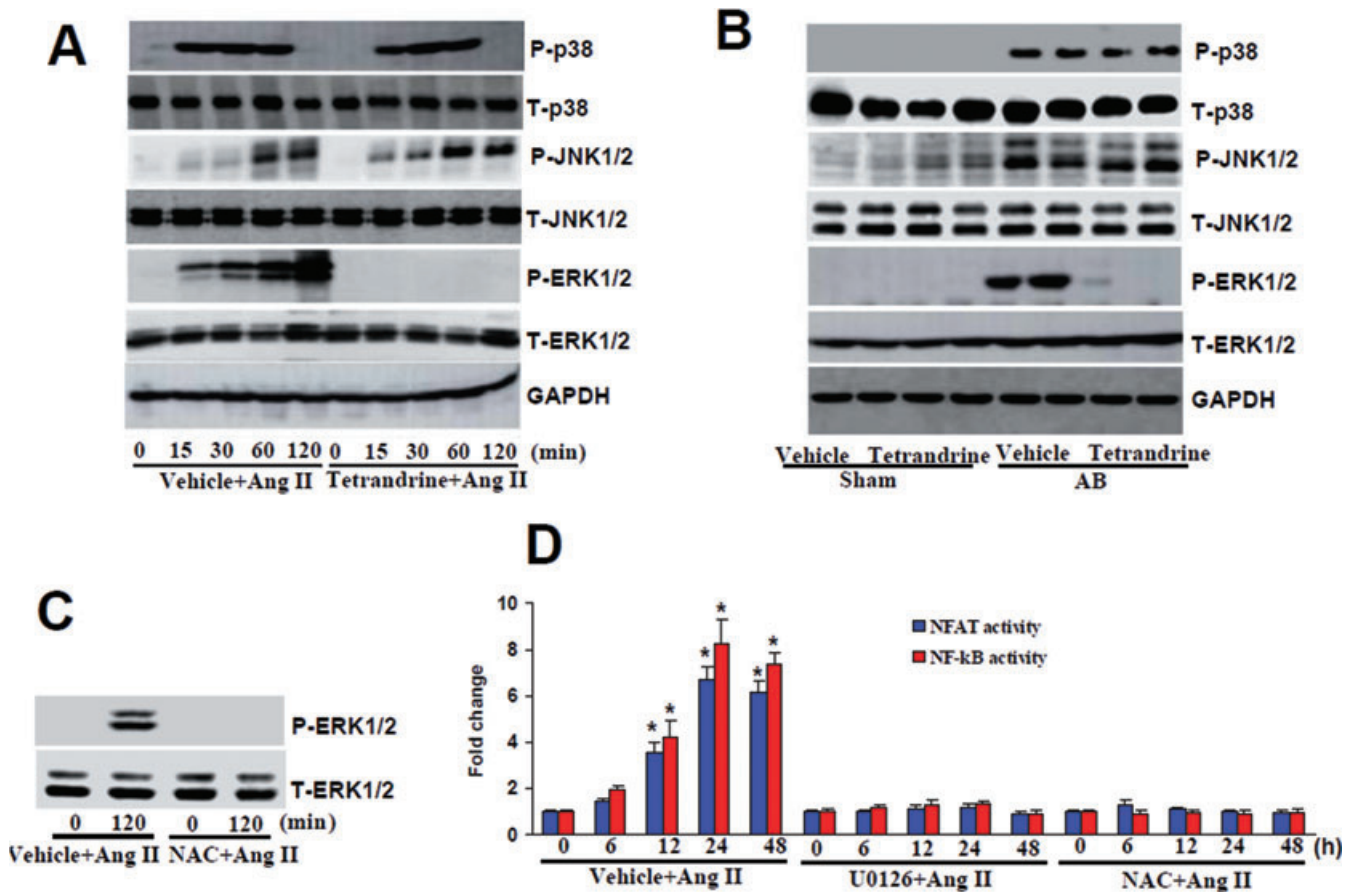 A
P-p38
T-p38
P-JNK1/2
T-JNK1/2
P-ERK1/2
T-ERK1/2
GAPDH
0 15 30 60 120 0 15 30 60 120 (min)
Vehicle+Ang II Tetrandrine+Ang II
B
P-p38
T-p38
P-JNK1/2
T-JNK1/2
P-ERK1/2
T-ERK1/2
GAPDH
Vehicle Tetrandrine Vehicle Tetrandrine
Sham AB
C
P-ERK1/2
T-ERK1/2
0 120 0 120 (min)
Vehicle+Ang II NAC+Ang II
D
10
8
6
4
2
0
Fold change
* * * * * *
NFAT activity
NF-kB activity
0 6 12 24 48 0 6 12 24 48 0 6 12 24 48 (h)
Vehicle+Ang II U0126+Ang II NAC+Ang II